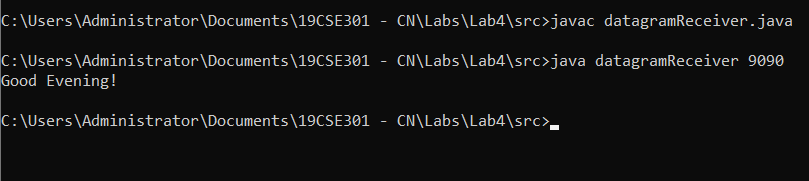 C:\Users\Administrator\Documents\19CSE301 - CN\Labs\Lab4\src>javac datagramReceiver.java
C:\Users\Administrator\Documents\19CSE301 - CN\Labs\Lab4\src>java datagramReceiver 9090
Good Evening!
C:\Users\Administrator\Documents\19CSE301 - CN\Labs\Lab4\src>